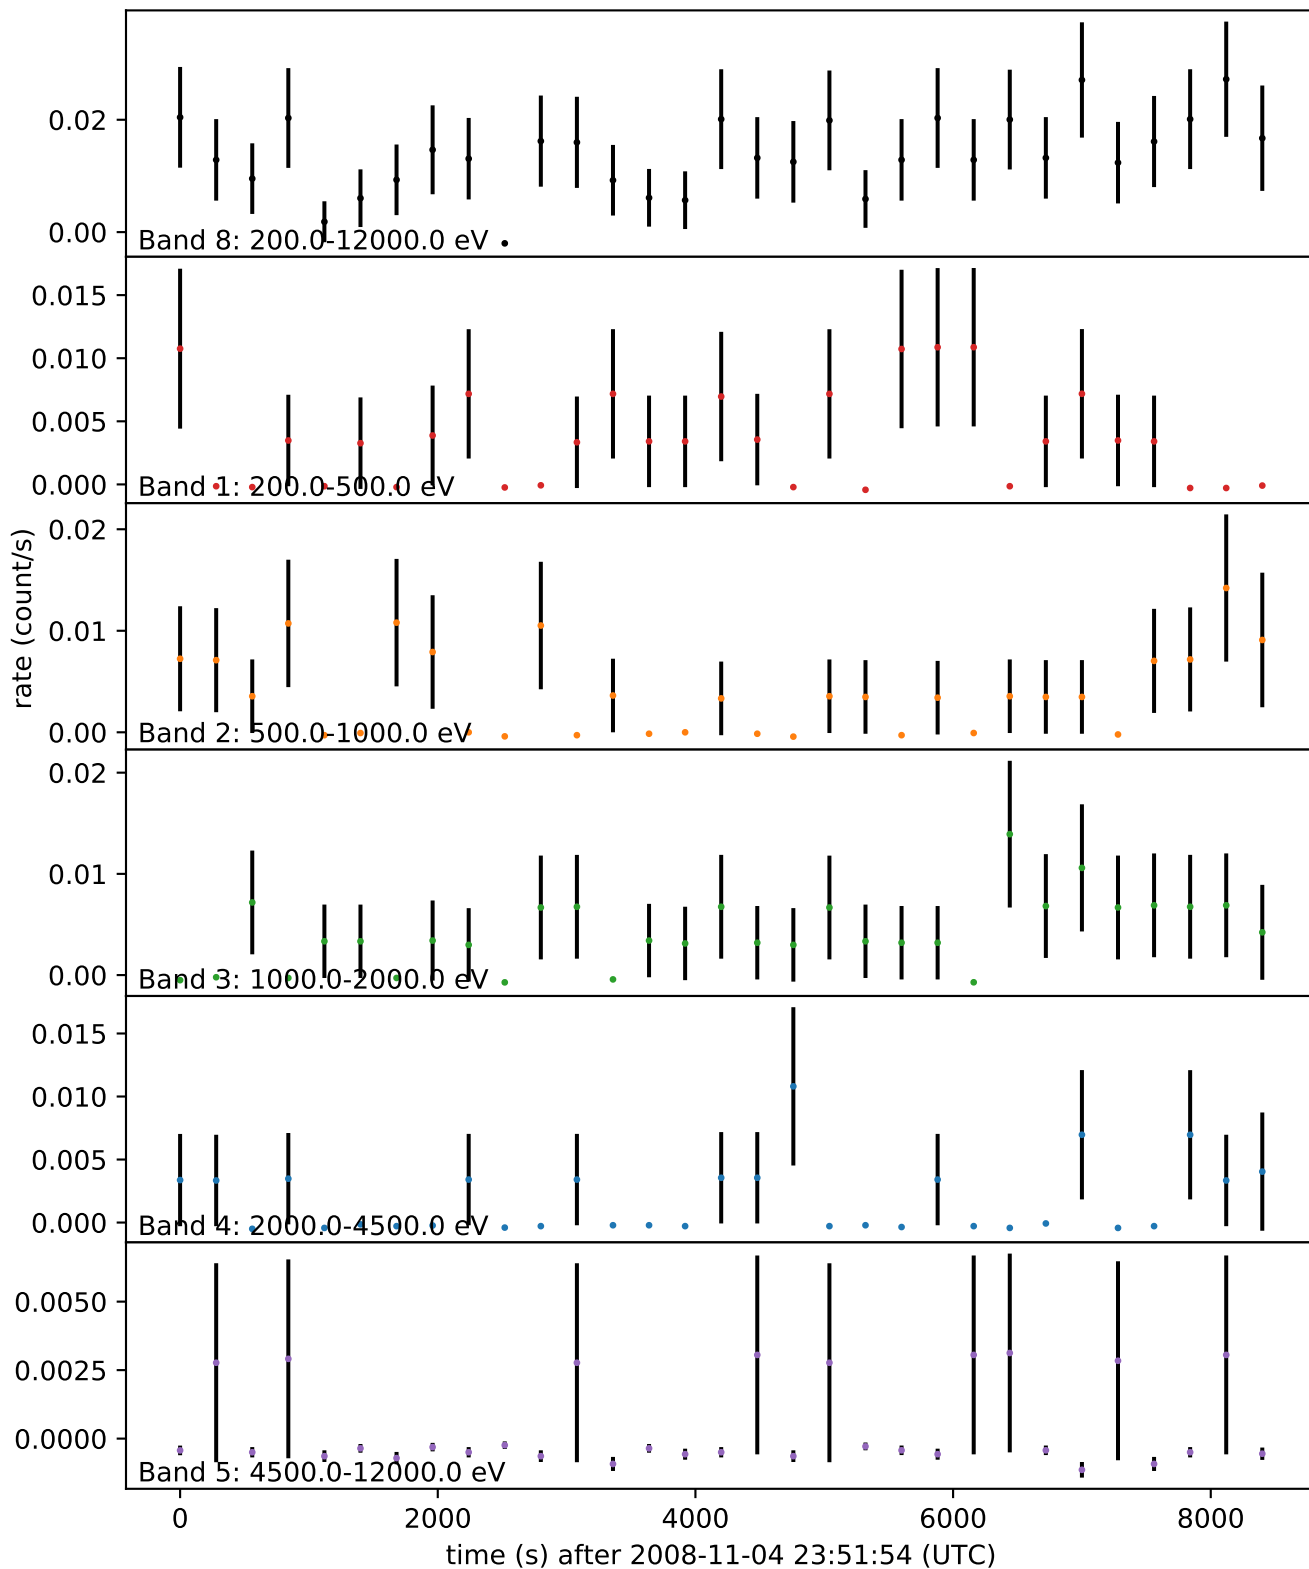 0.02
0.00
Band 8: 200.0-12000.0 eV
0.015
0.010
0.005
0.000
Band 1: 200.0-500.0 eV
rate (count/s)
0.02
0.01
0.00
Band 2: 500.0-1000.0 eV
0.02
0.01
0.00
Band 3: 1000.0-2000.0 eV
0.015
0.010
0.005
0.000
Band 4: 2000.0-4500.0 eV
0.0050
0.0025
0.0000
Band 5: 4500.0-12000.0 eV
0 2000 4000 6000 8000
time (s) after 2008-11-04 23:51:54 (UTC)